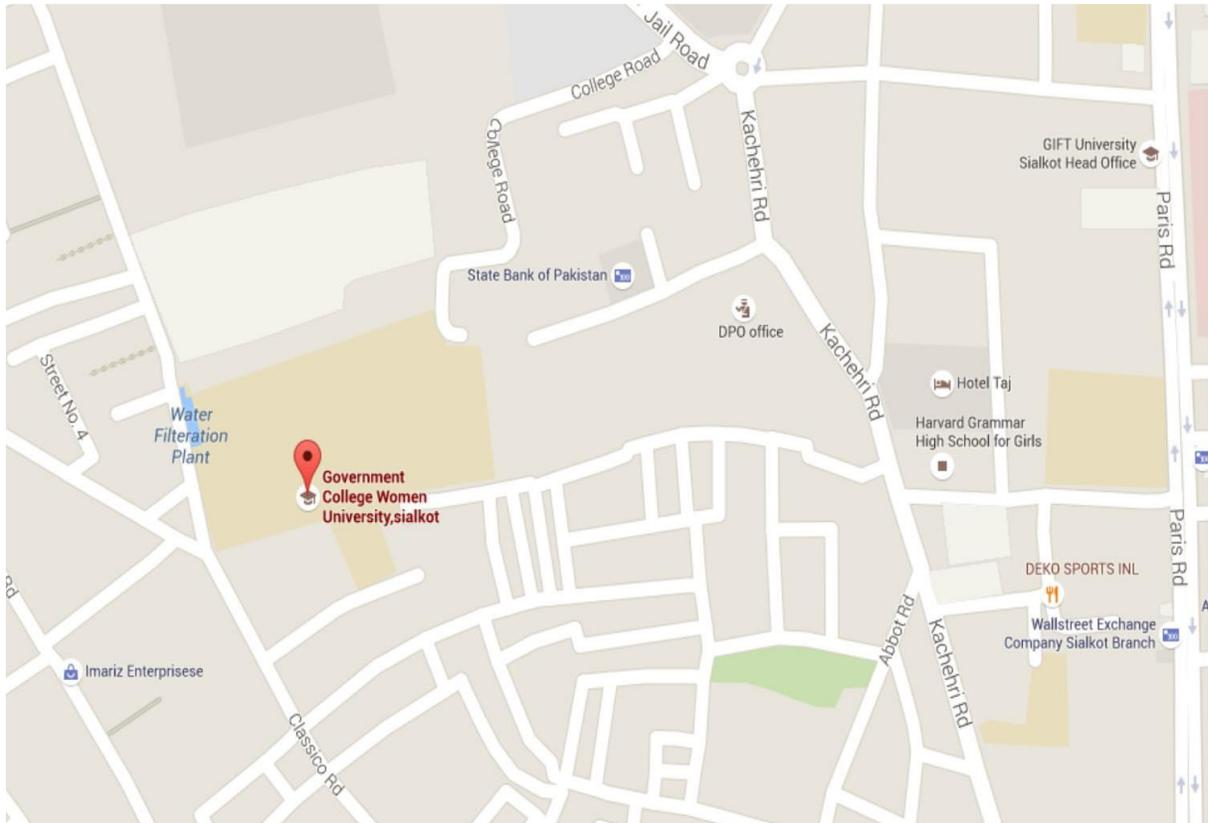 Jail Road
College Road
College Road
Kachehri Rd
GIFT University
Sialkot Head Office
Paris Rd
State Bank of Pakistan
DPO office
Kachehri Rd
Hotel Taj
Harvard Grammar
High School for Girls
Street No. 4
Water
Filteration
Plant
Government
College Women
University,sialkot
Paris Rd
DEKO SPORTS INL
Rd
Abbot Rd
Kachehri Rd
Wallstreet Exchange
Company Sialkot Branch
A
Imariz Enterprisese
Classico Rd